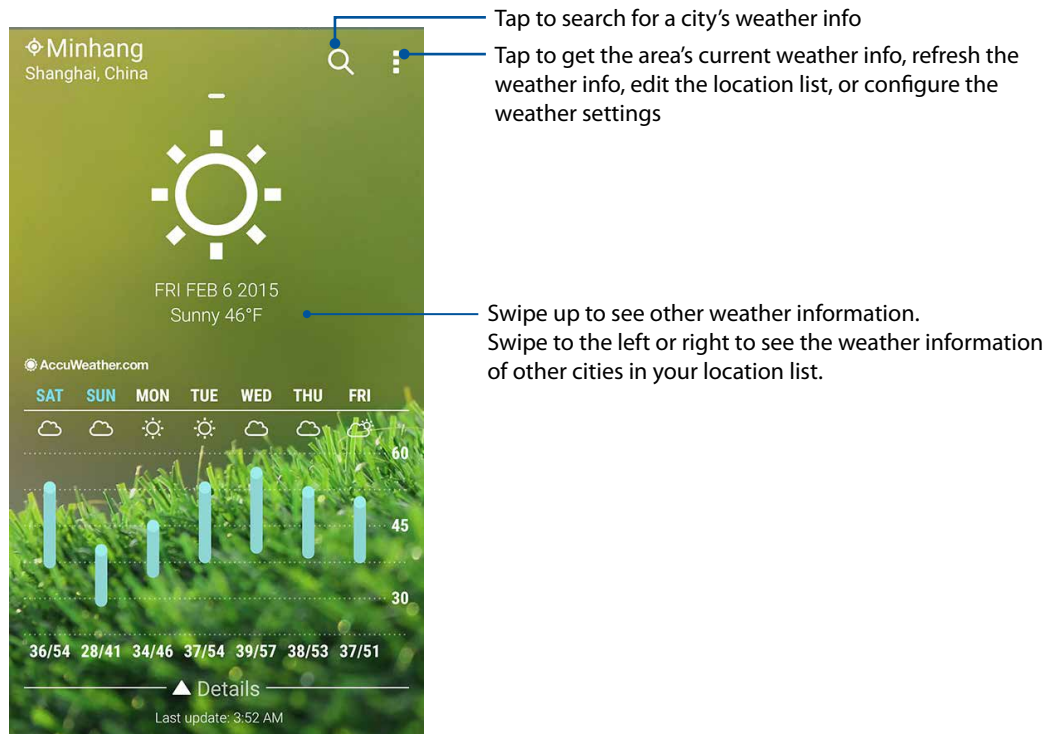 Tap to search for a city's weather info
Tap to get the area's current weather info, refresh the
weather info, edit the location list, or configure the
weather settings
Minhang
Shanghai, China
FRI FEB 6 2015
Sunny 46°F
Swipe up to see other weather information.
Swipe to the left or right to see the weather information
of other cities in your location list.
AccuWeather.com
SAT SUN MON TUE WED THU FRI
60
45
30
36/54 28/41 34/46 37/54 39/57 38/53 37/51
Details
Last update: 3:52 AM